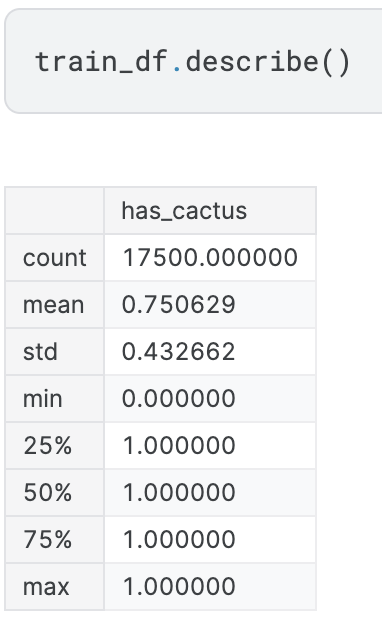 train_df.describe()
has_cactus
count 17500.000000
mean 0.750629
std 0.432662
min 0.000000
25% 1.000000
50% 1.000000
75% 1.000000
max 1.000000